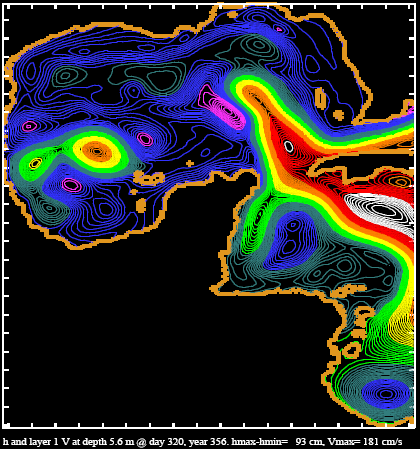 h and layer 1 V at depth 5.6 m @ day 320, year 356. hmax-hmin= 93 cm, Vmax= 181 cm/s